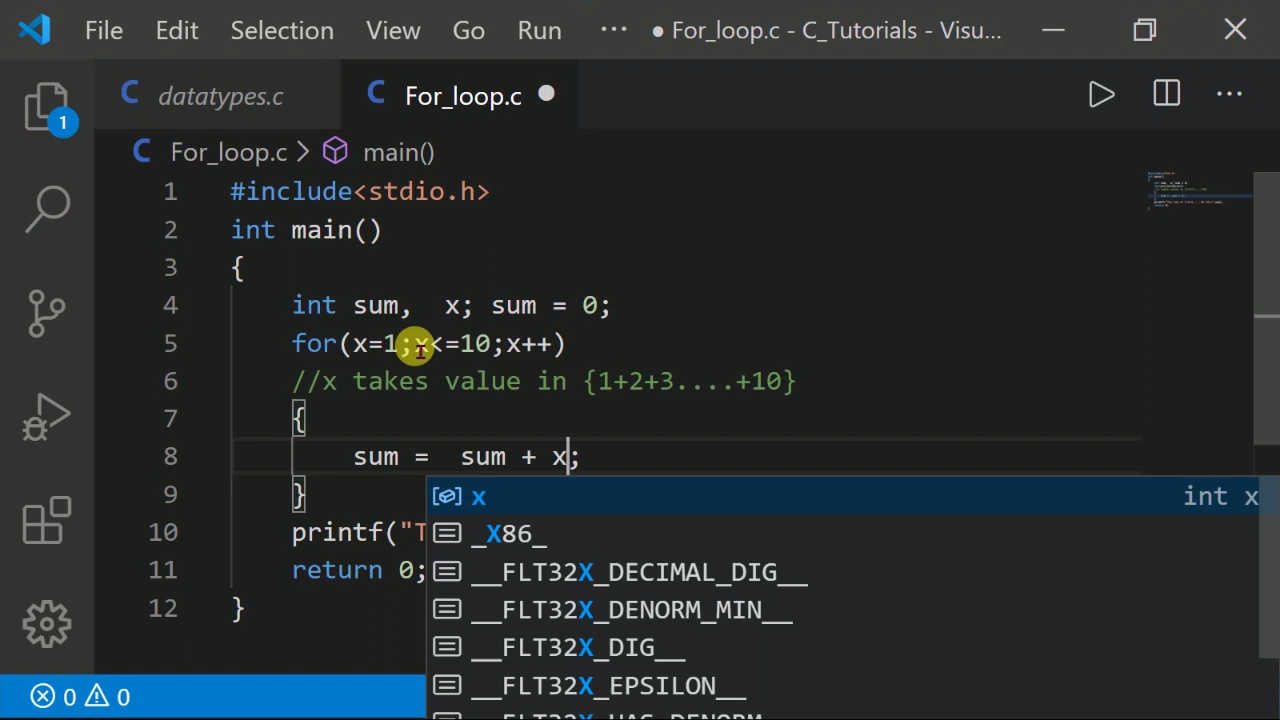 File Edit Selection View Go Run ··· ● For_loop.c - C_Tutorials - Visu...
datatypes.c For_loop.c ●
1
For_loop.c > main()
1 #include<stdio.h>
2 int main()
3 {
4 int sum, x; sum = 0;
5 for(x=1;x<=10;x++)
6 //x takes value in {1+2+3....+10}
7 {
8 sum = sum + x;
9 }
x int x
10 printf("T
_X86_
11 return 0;
__FLT32X_DECIMAL_DIG__
12 }
__FLT32X_DENORM_MIN__
__FLT32X_DIG__
__FLT32X_EPSILON__
0 0